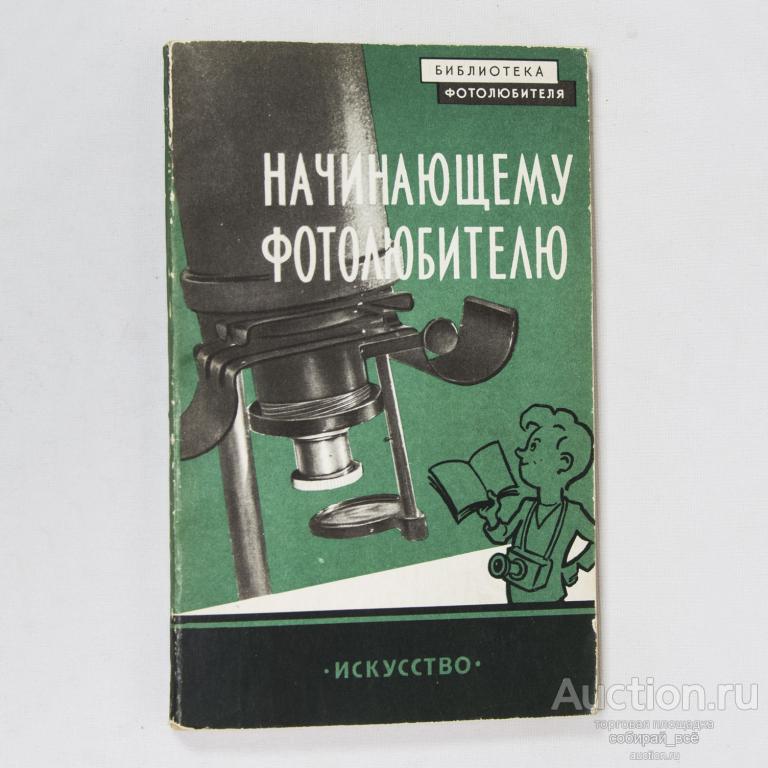 БИБЛИОТЕКА
ФОТОЛЮБИТЕЛЯ
НАЧИНАЮЩЕМУ
ФОТОЛЮБИТЕЛЮ
·ИСКУССТВО·
Auction.ru
торговая площадка
собирай_всё
auction.ru